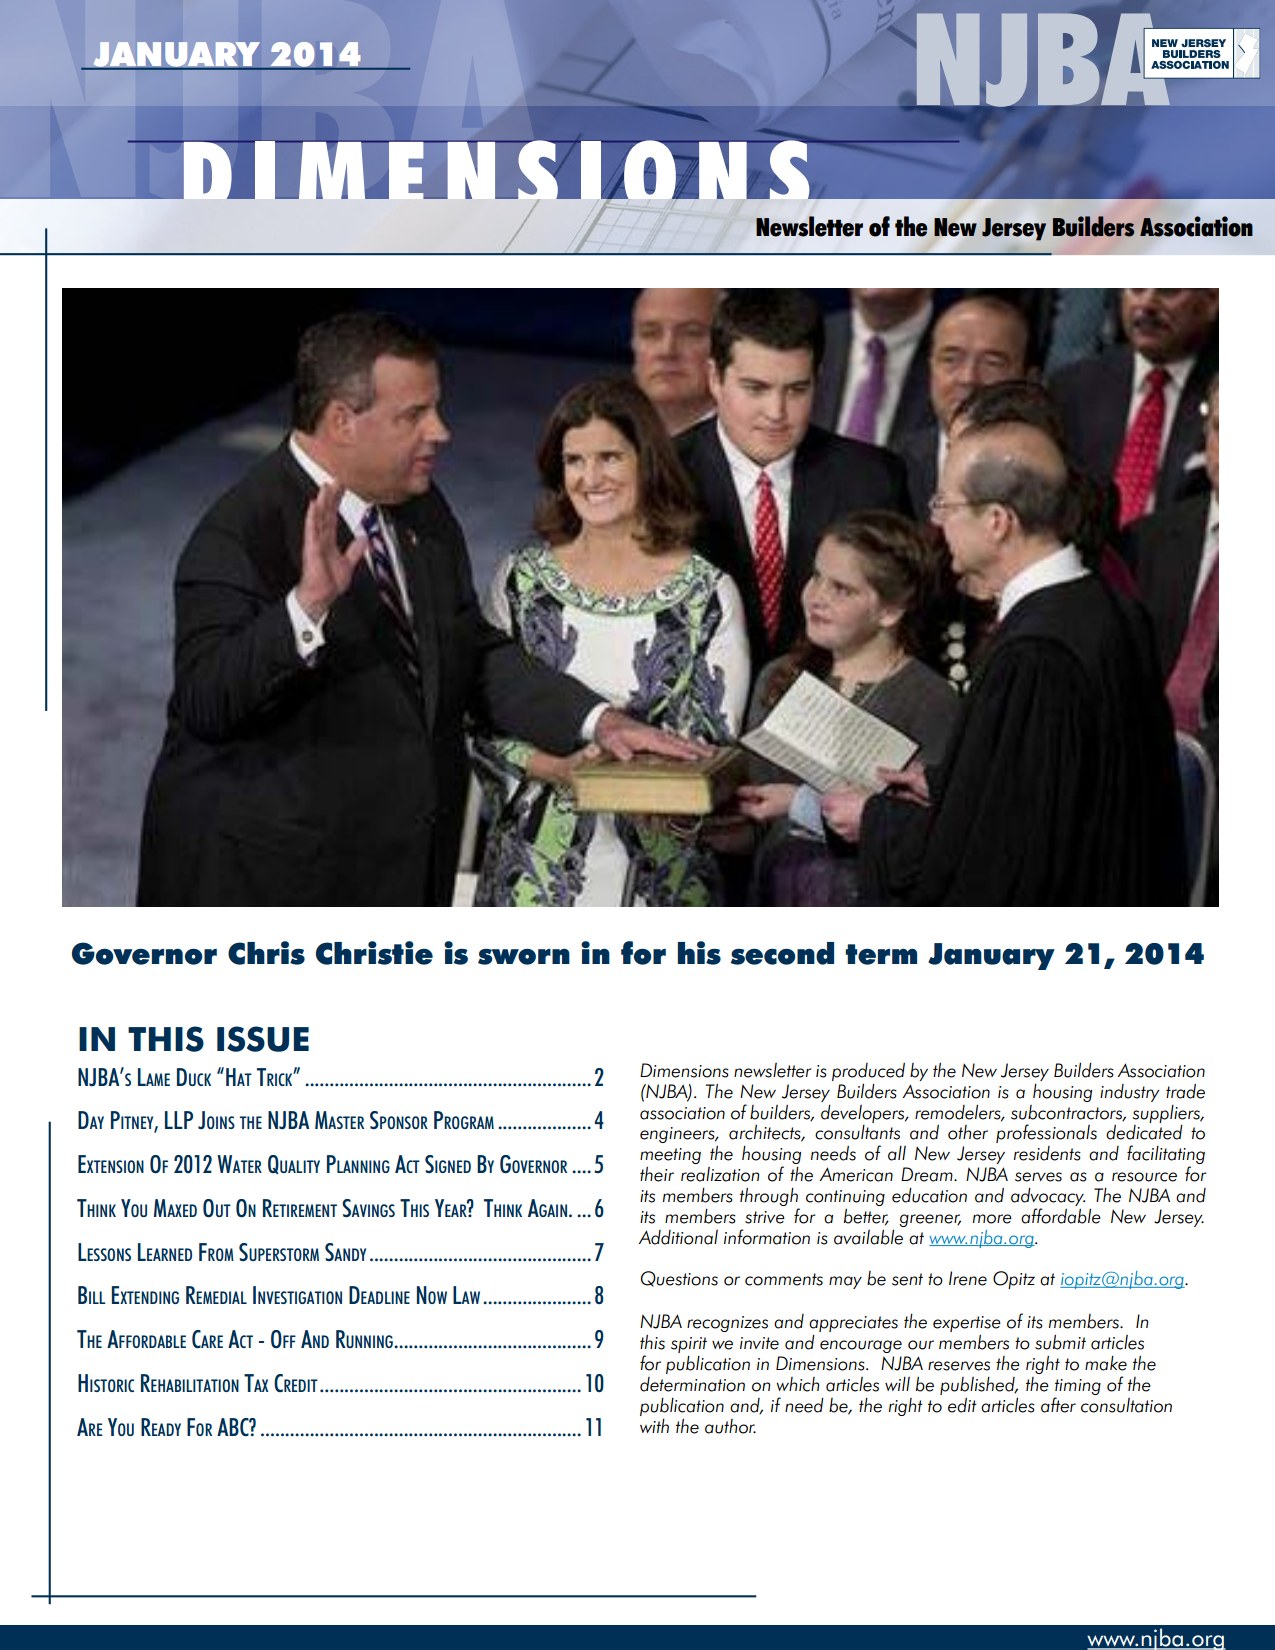 JANUARY 2014
NJBA
NJBA
NEW JERSEY
BUILDERS
ASSOCIATION
DIMENSIONS
Newsletter of the New Jersey Builders Association
Governor Chris Christie is sworn in for his second term January 21, 2014
IN THIS ISSUE
NJBA's Lame Duck “Hat Trick” ........................................................... 2
Day Pitney, LLP Joins the NJBA Master Sponsor Program ................... 4
Extension Of 2012 Water Quality Planning Act Signed By Governor .... 5
Think You Maxed Out On Retirement Savings This Year?  Think Again. ... 6
Lessons Learned From Superstorm Sandy .............................................. 7
Bill Extending Remedial Investigation Deadline Now Law ...................... 8
The Affordable Care Act - Off And Running......................................... 9
Historic Rehabilitation Tax Credit ...................................................... 10
Are You Ready For ABC? .................................................................. 11
Dimensions newsletter is produced by the New Jersey Builders Association
(NJBA). The New Jersey Builders Association is a housing industry trade
association of builders, developers, remodelers, subcontractors, suppliers,
engineers, architects, consultants and other professionals dedicated to
meeting the housing needs of all New Jersey residents and facilitating
their realization of the American Dream. NJBA serves as a resource for
its members through continuing education and advocacy. The NJBA and
its members strive for a better, greener, more affordable New Jersey.
Additional information is available at www.njba.org.
Questions or comments may be sent to Irene Opitz at iopitz@njba.org.
NJBA recognizes and appreciates the expertise of its members.  In
this spirit we invite and encourage our members to submit articles
for publication in Dimensions.  NJBA reserves the right to make the
determination on which articles will be published, the timing of the
publication and, if need be, the right to edit articles after consultation
with the author.
www.njba.org